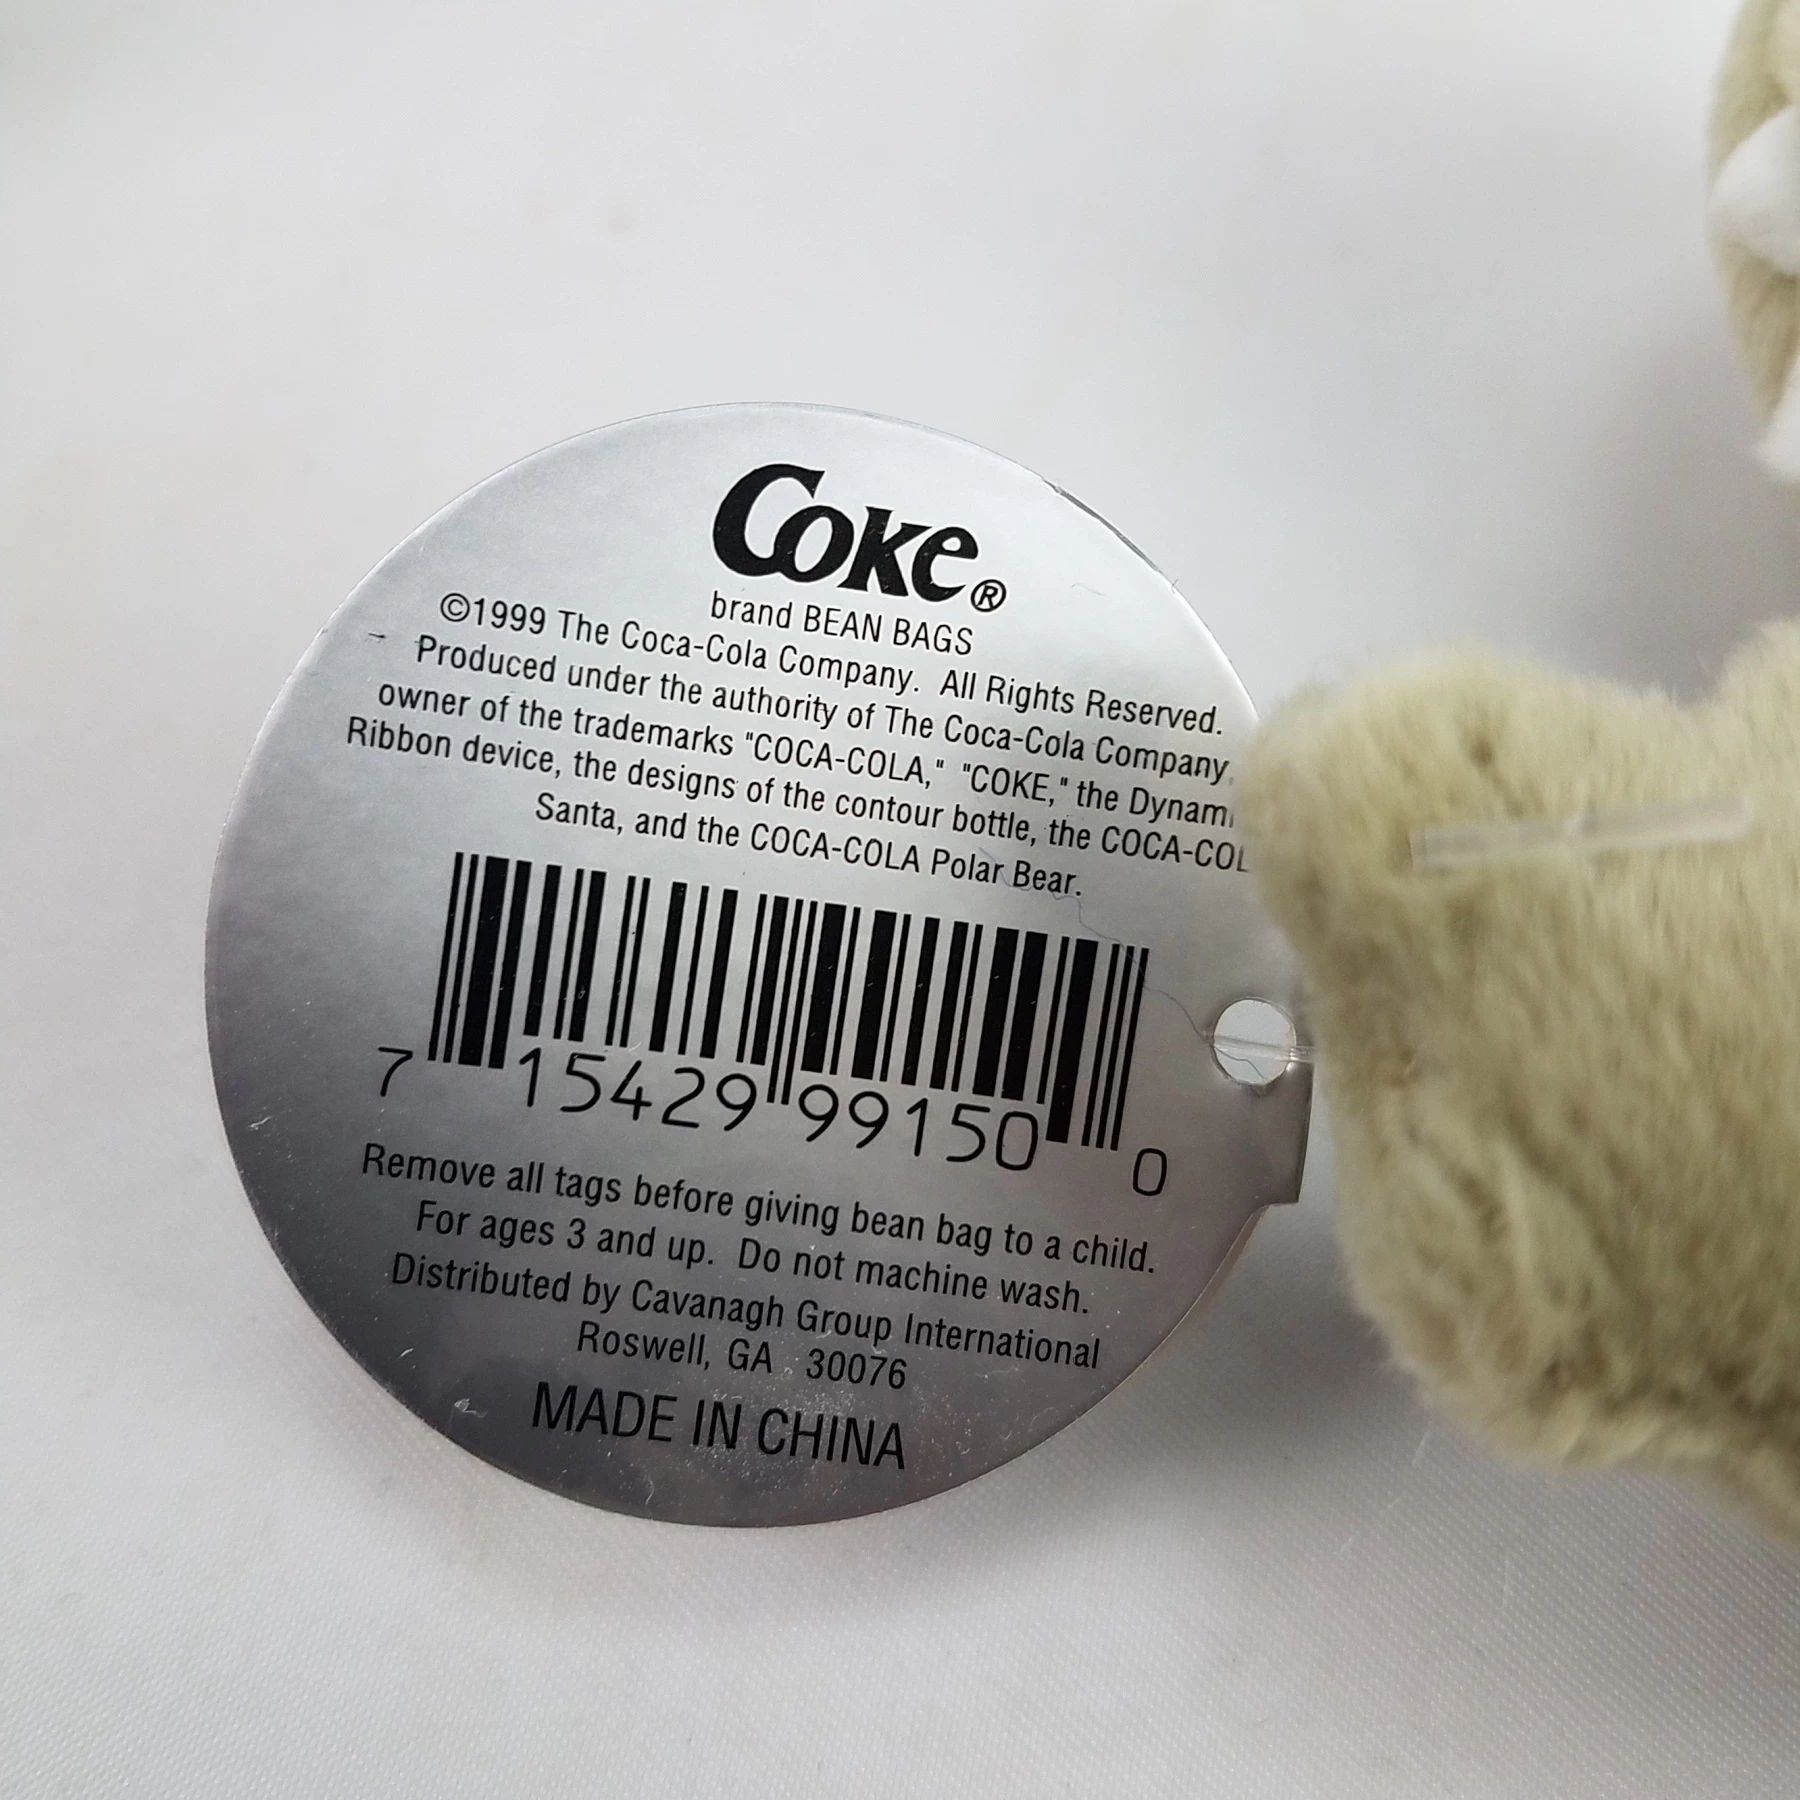 Coke®
brand BEAN BAGS
©1999 The Coca-Cola Company. All Rights Reserved.
Produced under the authority of The Coca-Cola Company,
owner of the trademarks "COCA-COLA," "COKE," the Dynami
Ribbon device, the designs of the contour bottle, the COCA-COL
Santa, and the COCA-COLA Polar Bear.
7 15429 99150 0
Remove all tags before giving bean bag to a child.
For ages 3 and up. Do not machine wash.
Distributed by Cavanagh Group International
Roswell, GA 30076
MADE IN CHINA